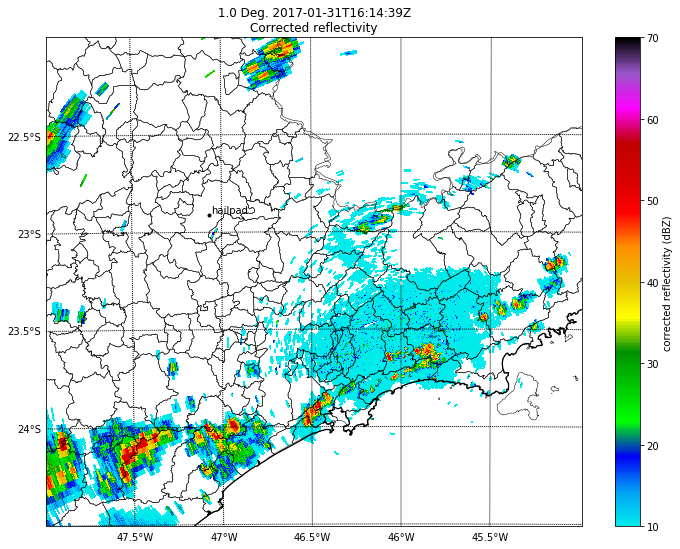 1.0 Deg. 2017-01-31T16:14:39Z
Corrected reflectivity
70
60
50
40
30
20
10
corrected reflectivity (dBZ)
22.5°S
hailpad
23°S
23.5°S
24°S
47.5°W 47°W 46.5°W 46°W 45.5°W